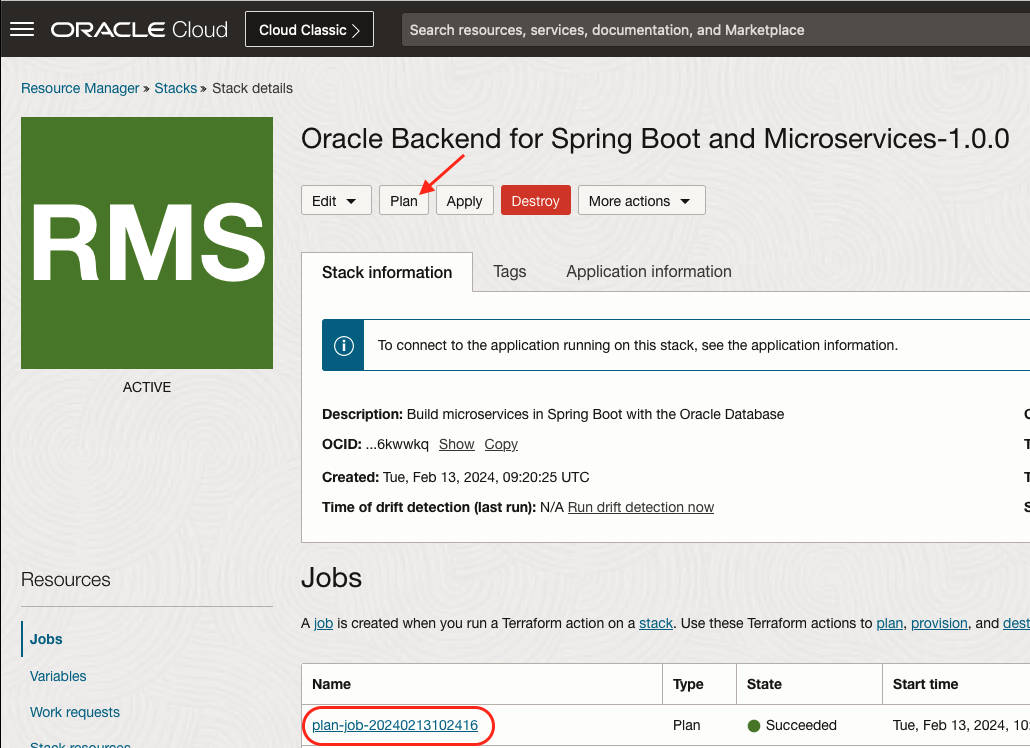 ORACLE Cloud
Cloud Classic >
Search resources, services, documentation, and Marketplace
Resource Manager » Stacks » Stack details
RMS
ACTIVE
Oracle Backend for Spring Boot and Microservices-1.0.0
Edit Plan Apply Destroy More actions
Stack information Tags Application information
To connect to the application running on this stack, see the application information.
Description: Build microservices in Spring Boot with the Oracle Database
OCID: ...6kwwkq Show Copy
Created: Tue, Feb 13, 2024, 09:20:25 UTC
Time of drift detection (last run): N/A Run drift detection now
Resources
Jobs
Variables
Work requests
Stack resources
Jobs
A job is created when you run a Terraform action on a stack. Use these Terraform actions to plan, provision, and dest
Name Type State Start time
plan-job-20240213102416 Plan Succeeded Tue, Feb 13, 2024, 10: